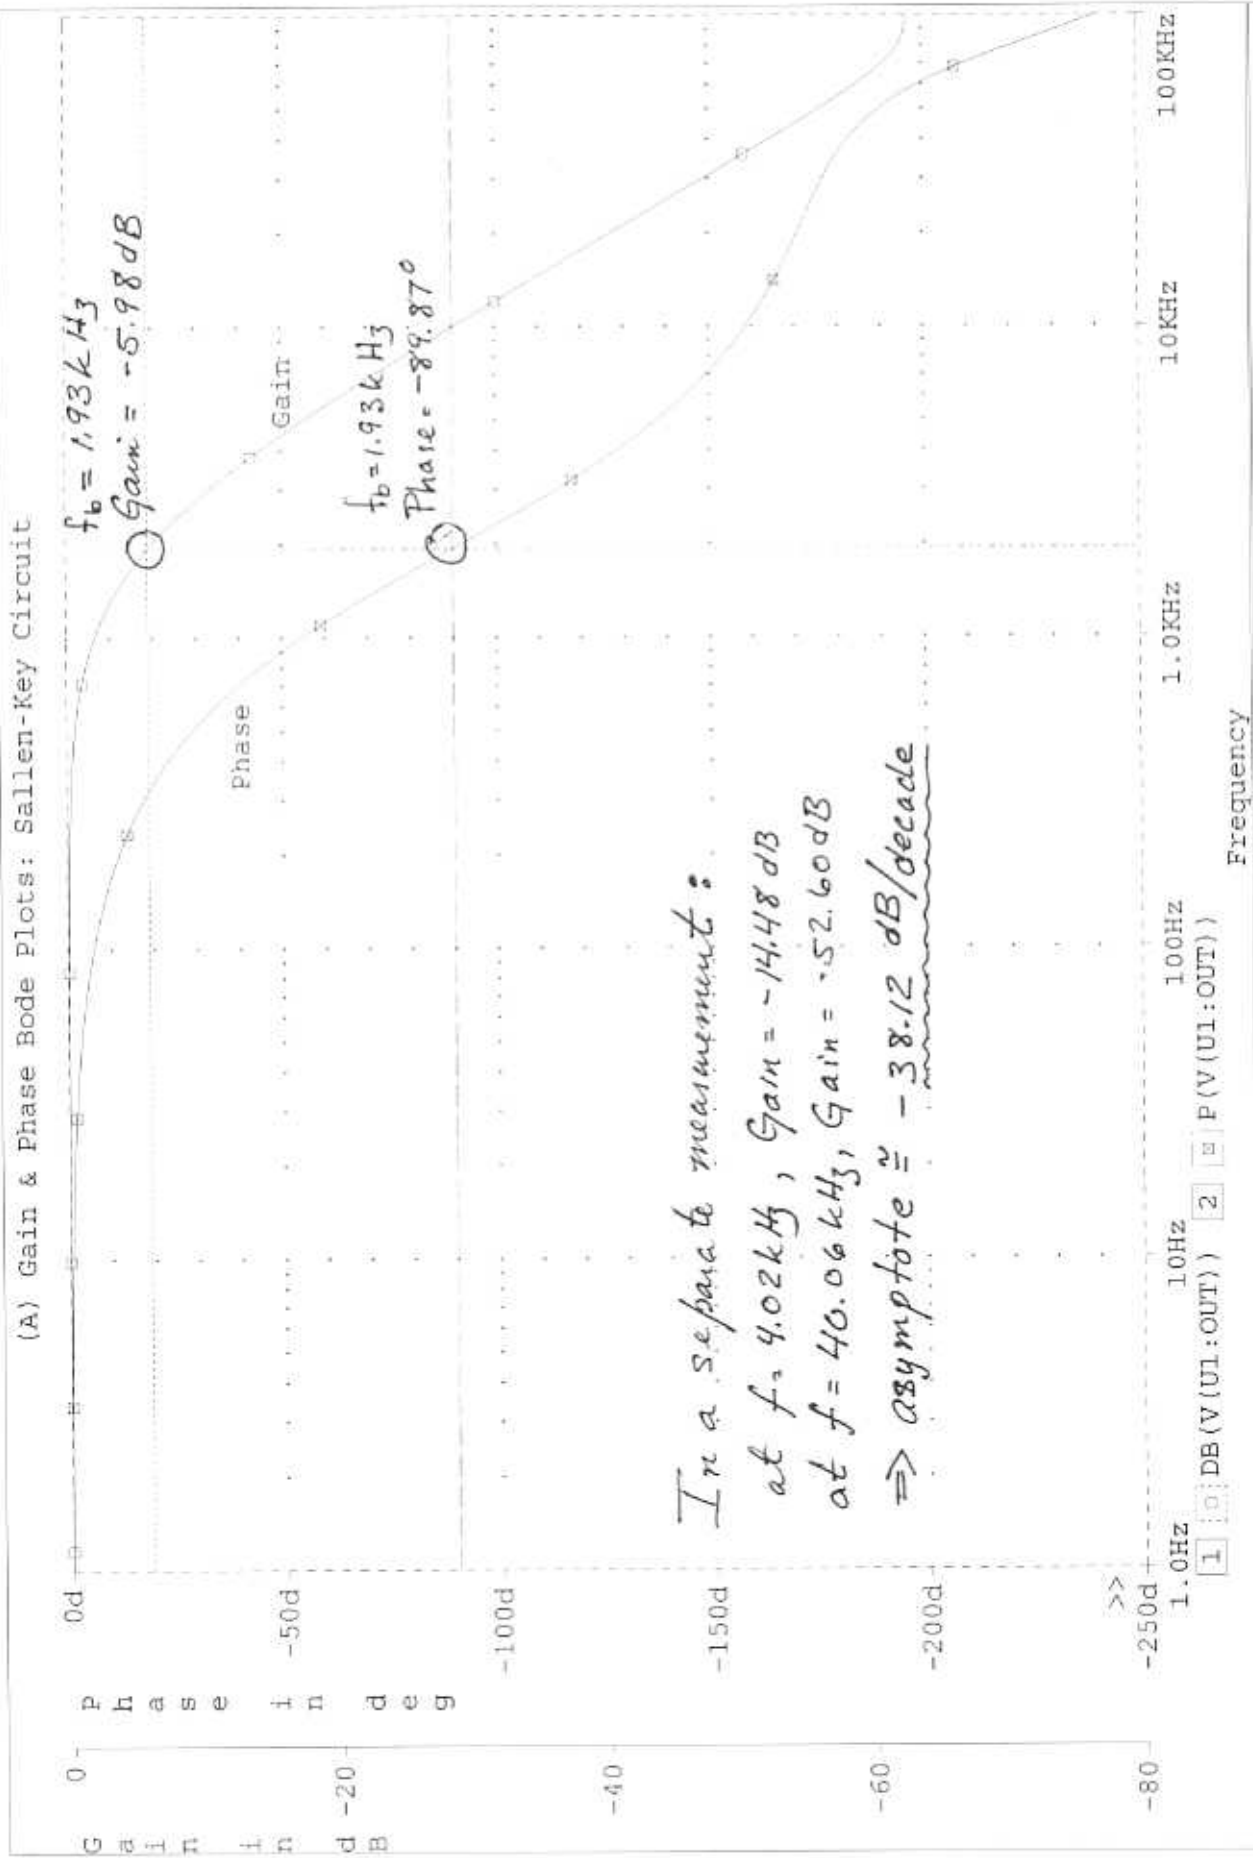 (A) Gain & Phase Bode Plots: Sallen-Key Circuit
fb = 1.93k Hz
Gain = -5.98 dB
fb = 1.93k Hz
Phase = -89.87°
Gain
Phase
In a separate measurement:
at f = 4.02kHz, Gain = -14.48 dB
at f = 40.06 kHz, Gain = -52.60 dB
=> asymptote ≅ -38.12 dB/decade
Gain in dB
0
-20
-40
-60
-80
Phase in deg
0d
-50d
-100d
-150d
-200d
-250d
>>
1.0Hz
10Hz
100Hz
1.0KHz
10KHz
100KHz
Frequency
1 DB(V(U1:OUT)) 2 P(V(U1:OUT))